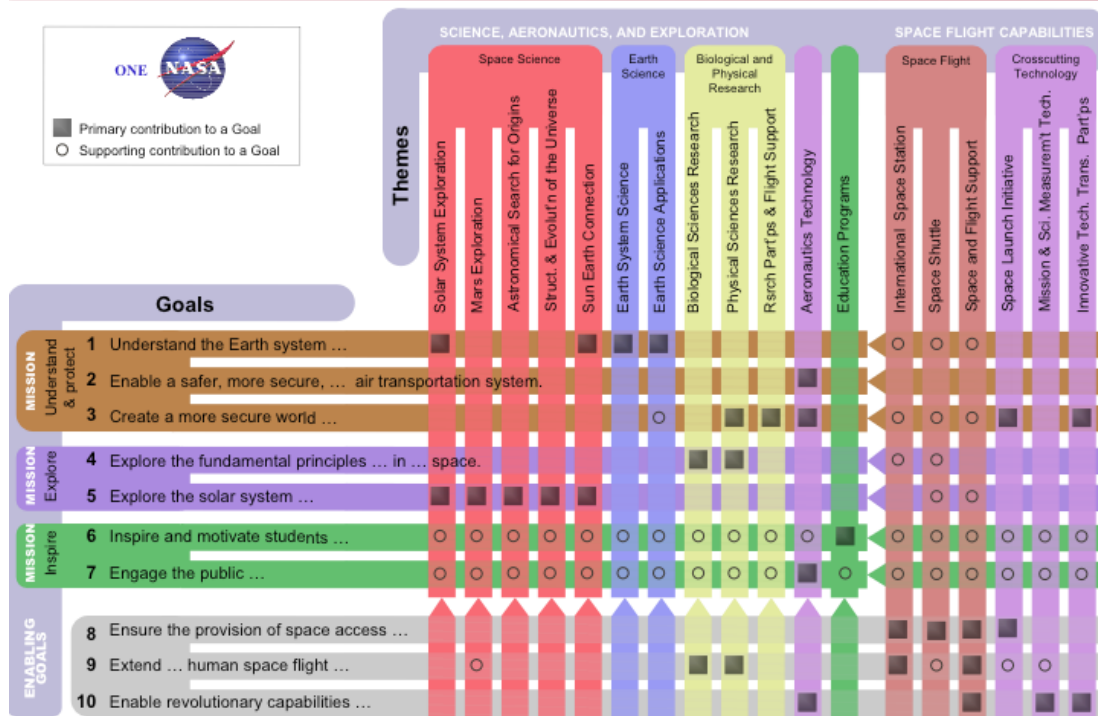 SCIENCE, AERONAUTICS, AND EXPLORATION
SPACE FLIGHT CAPABILITIES
ONE NASA
Primary contribution to a Goal
Supporting contribution to a Goal
Themes
Space Science
Earth
Science
Biological and
Physical
Research
Space Flight
Crosscutting
Technology
Solar System Exploration
Mars Exploration
Astronomical Search for Origins
Struct. & Evolut'n of the Universe
Sun Earth Connection
Earth System Science
Earth Science Applications
Biological Sciences Research
Physical Sciences Research
Rsrch Part'ps & Flight Support
Aeronautics Technology
Education Programs
International Space Station
Space Shuttle
Space and Flight Support
Space Launch Initiative
Mission & Sci. Measurem't Tech.
Innovative Tech. Trans. Part'ps
Goals
MISSION
Understand
& protect
1 Understand the Earth system …
2 Enable a safer, more secure, … air transportation system.
3 Create a more secure world …
MISSION
Explore
4 Explore the fundamental principles … in … space.
5 Explore the solar system …
MISSION
Inspire
6 Inspire and motivate students …
7 Engage the public …
ENABLING
GOALS
8 Ensure the provision of space access …
9 Extend … human space flight …
10 Enable revolutionary capabilities …